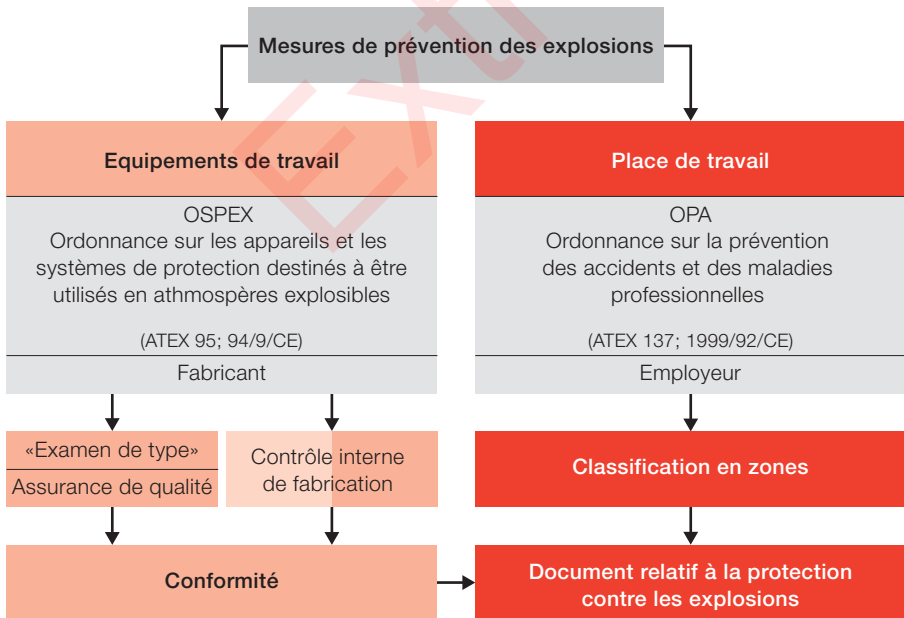 Mesures de prévention des explosions
Equipements de travail
OSPEX
Ordonnance sur les appareils et les
systèmes de protection destinés à être
utilisés en athmospères explosibles
(ATEX 95; 94/9/CE)
Fabricant
«Examen de type»
Assurance de qualité
Contrôle interne
de fabrication
Conformité
Place de travail
OPA
Ordonnance sur la prévention
des accidents et des maladies
professionnelles
(ATEX 137; 1999/92/CE)
Employeur
Classification en zones
Document relatif à la protection
contre les explosions
Ext